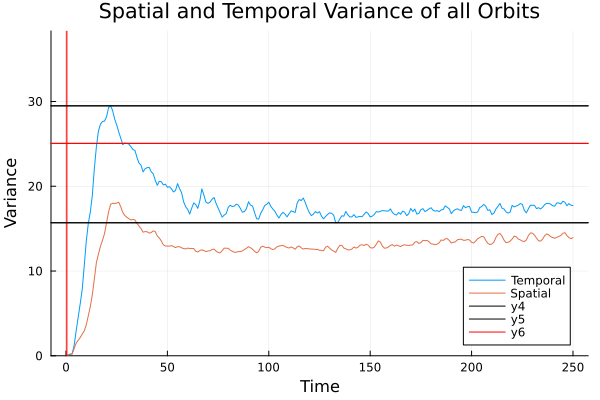 Spatial and Temporal Variance of all Orbits
Variance
30
20
10
0
0 50 100 150 200 250
Time
Temporal
Spatial
y4
y5
y6